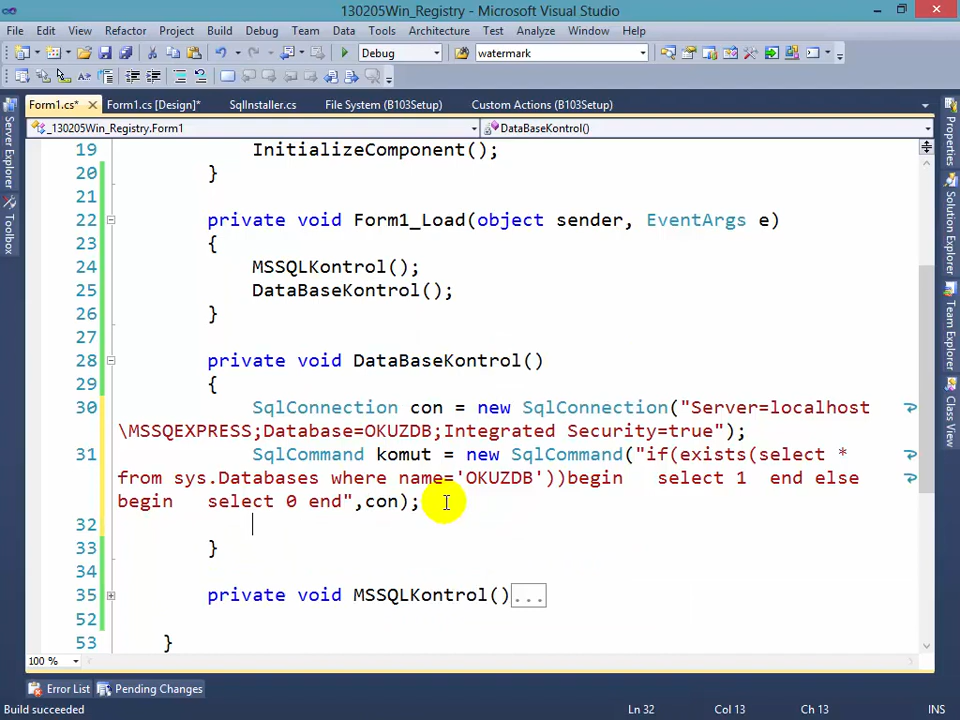 130205Win_Registry - Microsoft Visual Studio
File Edit View Refactor Project Build Debug Team Data Tools Architecture Test Analyze Window Help
Debug watermark
Form1.cs* Form1.cs [Design]* SqlInstaller.cs File System (B103Setup) Custom Actions (B103Setup)
_130205Win_Registry.Form1 DataBaseKontrol()
Server Explorer
Toolbox
Properties
Solution Explorer
Team Explorer
Class View
19 InitializeComponent();
20 }
21
22 private void Form1_Load(object sender, EventArgs e)
23 {
24 MSSQLKontrol();
25 DataBaseKontrol();
26 }
27
28 private void DataBaseKontrol()
29 {
30 SqlConnection con = new SqlConnection("Server=localhost
\MSSQEXPRESS;Database=OKUZDB;Integrated Security=true");
31 SqlCommand komut = new SqlCommand("if(exists(select *
from sys.Databases where name='OKUZDB'))begin select 1 end else
begin select 0 end",con);
32
33 }
34
35 private void MSSQLKontrol()...
52
53 }
100 %
Error List Pending Changes
Build succeeded Ln 32 Col 13 Ch 13 INS